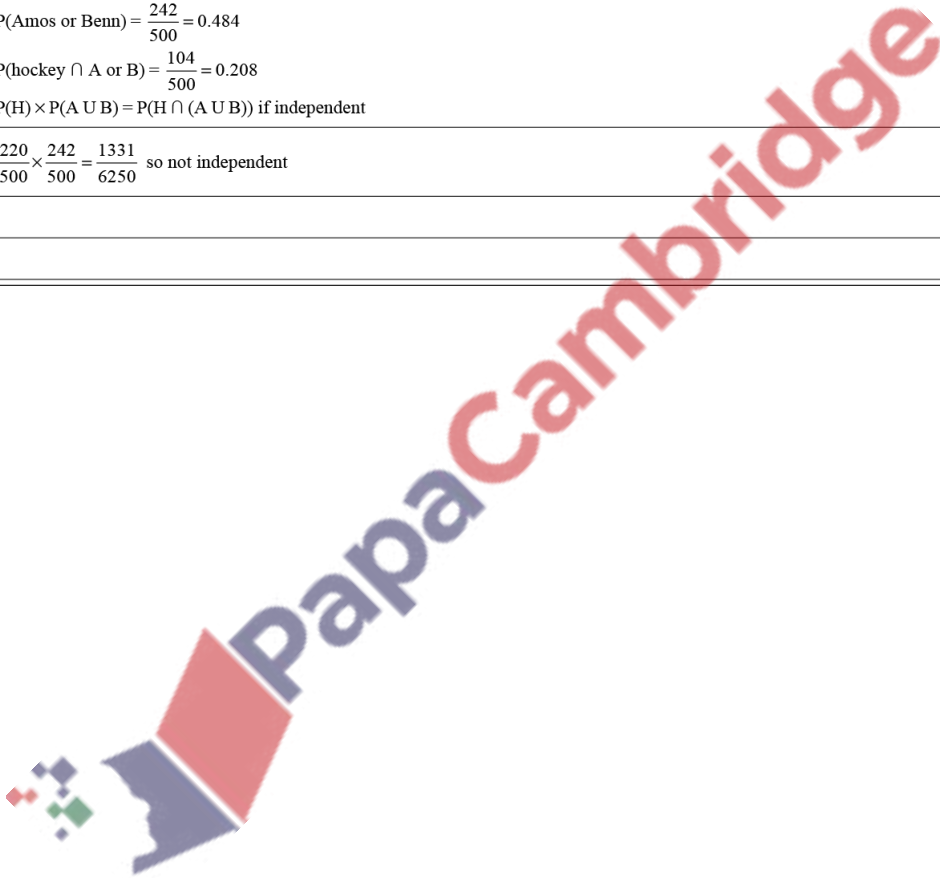 P(Amos or Benn) = 242/500 = 0.484
P(hockey ∩ A or B) = 104/500 = 0.208
P(H) × P(A U B) = P(H ∩ (A U B)) if independent
220/500 × 242/500 = 1331/6250 so not independent
PapaCambridge